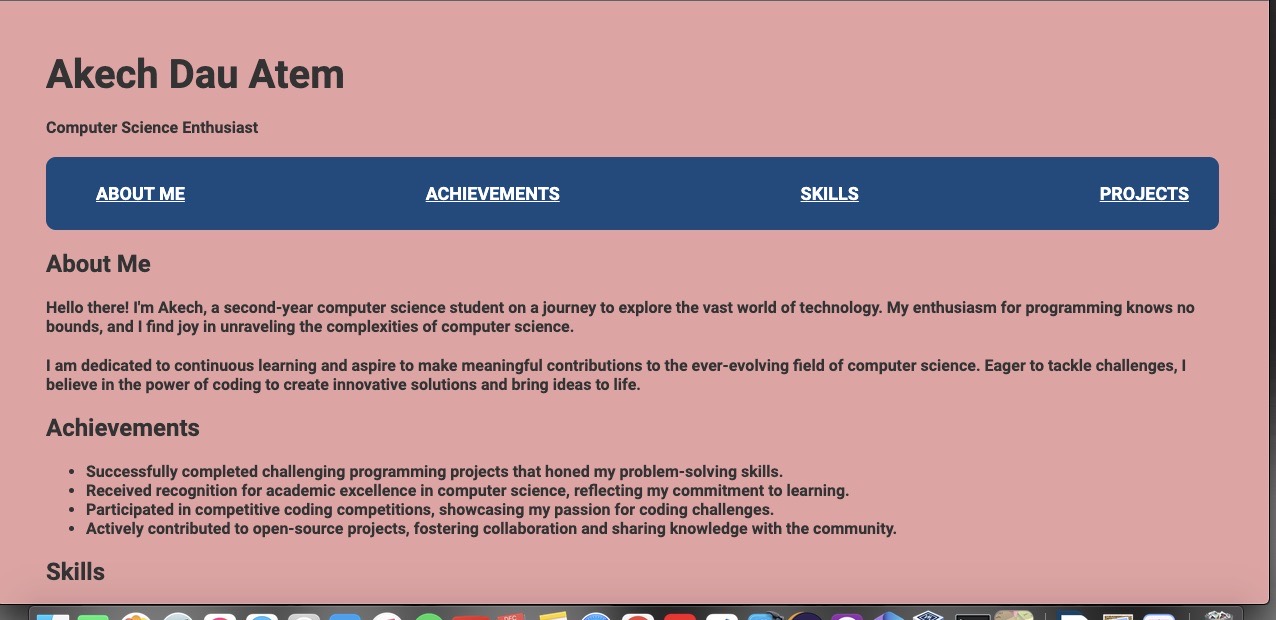 Akech Dau Atem
Computer Science Enthusiast
ABOUT ME
ACHIEVEMENTS
SKILLS
PROJECTS
About Me
Hello there! I'm Akech, a second-year computer science student on a journey to explore the vast world of technology. My enthusiasm for programming knows no
bounds, and I find joy in unraveling the complexities of computer science.
I am dedicated to continuous learning and aspire to make meaningful contributions to the ever-evolving field of computer science. Eager to tackle challenges, I
believe in the power of coding to create innovative solutions and bring ideas to life.
Achievements
• Successfully completed challenging programming projects that honed my problem-solving skills.
• Received recognition for academic excellence in computer science, reflecting my commitment to learning.
• Participated in competitive coding competitions, showcasing my passion for coding challenges.
• Actively contributed to open-source projects, fostering collaboration and sharing knowledge with the community.
Skills
DEC